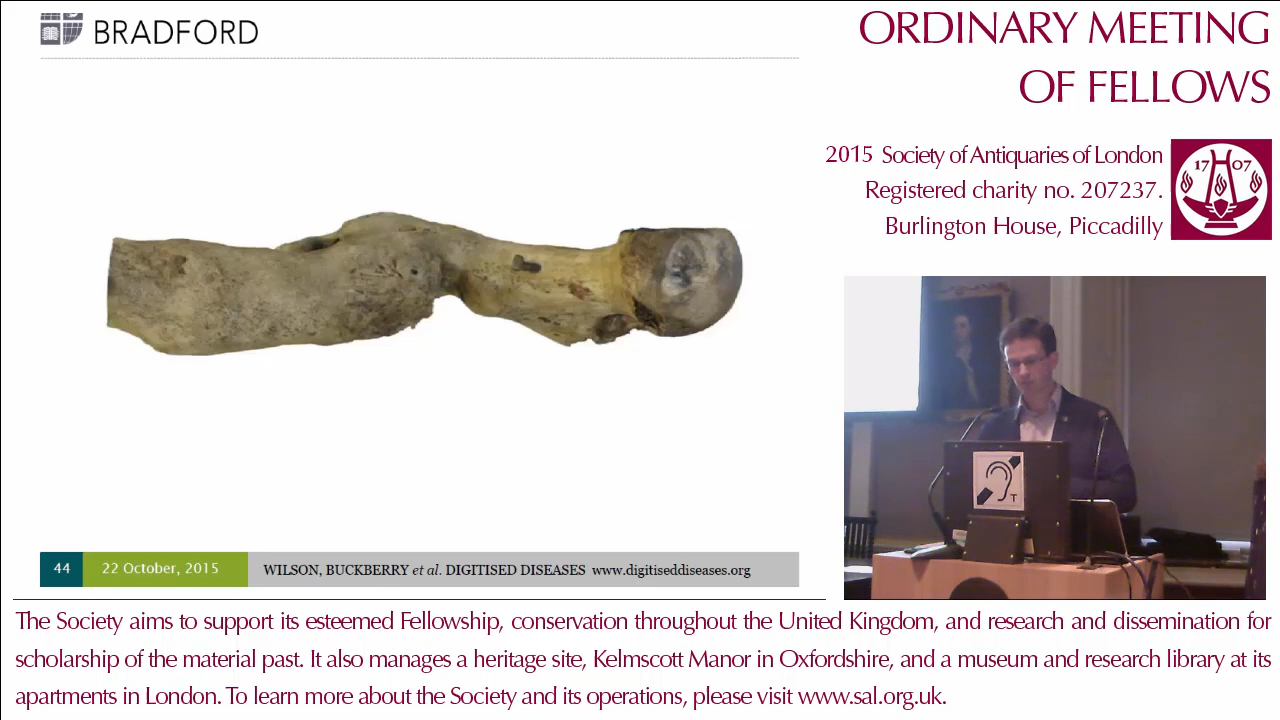 BRADFORD
ORDINARY MEETING
OF FELLOWS
2015 Society of Antiquaries of London
Registered charity no. 207237.
Burlington House, Piccadilly
17 07
T
44 22 October, 2015 WILSON, BUCKBERRY et al. DIGITISED DISEASES www.digitiseddiseases.org
The Society aims to support its esteemed Fellowship, conservation throughout the United Kingdom, and research and dissemination for
scholarship of the material past. It also manages a heritage site, Kelmscott Manor in Oxfordshire, and a museum and research library at its
apartments in London. To learn more about the Society and its operations, please visit www.sal.org.uk.